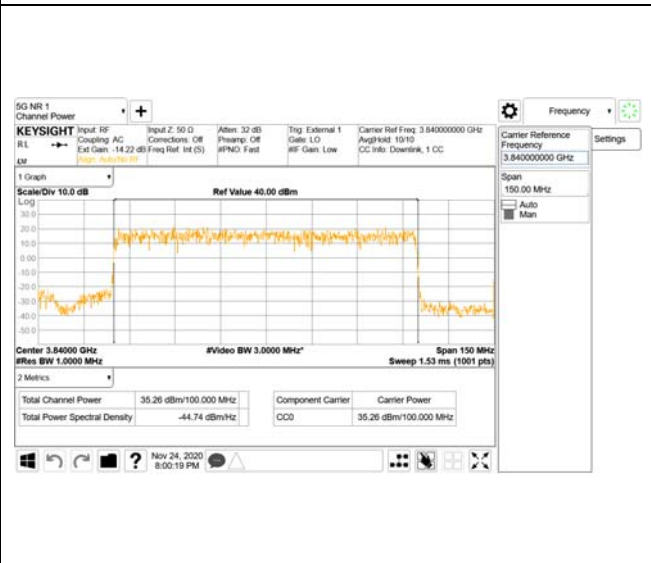 5G NR 1
Channel Power
Frequency
KEYSIGHT Input: RF Input Z: 50 Ω Atten: 32 dB Trig: External 1 Carrier Ref Freq: 3.840000000 GHz
RL Coupling: AC Corrections: Off Preamp: Off Gate: LO Avg|Hold: 10/10
Ext Gain: -14.22 dB Freq Ref: Int (S) #PNO: Fast #IF Gain: Low CC Info: Downlink, 1 CC
Align: Auto/No RF
Carrier Reference
Frequency
3.840000000 GHz
Settings
Span
150.00 MHz
Auto
Man
1 Graph
Scale/Div 10.0 dB Ref Value 40.00 dBm
Log
30.0
20.0
10.0
0.00
-10.0
-20.0
-30.0
-40.0
-50.0
Center 3.84000 GHz #Video BW 3.0000 MHz* Span 150 MHz
#Res BW 1.0000 MHz Sweep 1.53 ms (1001 pts)
2 Metrics
Total Channel Power 35.26 dBm/100.000 MHz Component Carrier Carrier Power
Total Power Spectral Density -44.74 dBm/Hz CC0 35.26 dBm/100.000 MHz
? Nov 24, 2020
8:00:19 PM